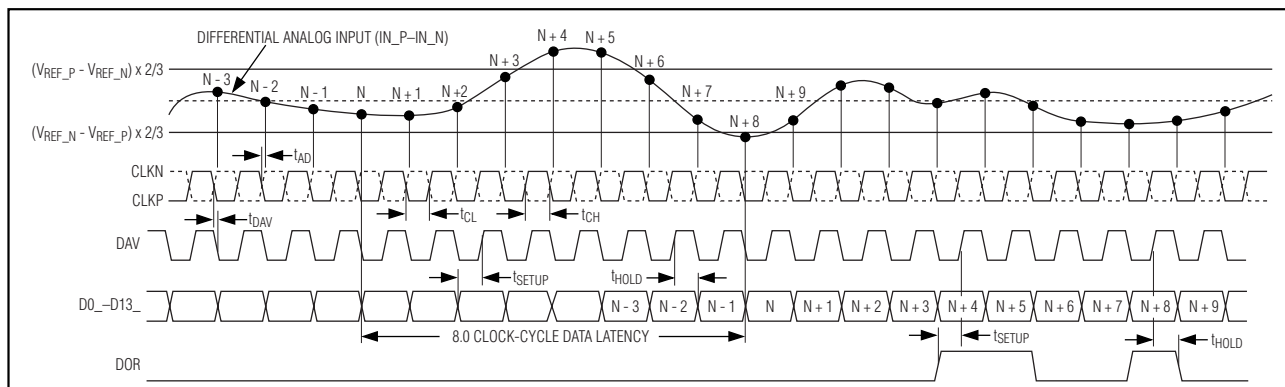 DIFFERENTIAL ANALOG INPUT (IN_P–IN_N)
N + 4
N + 5
N + 3
N + 6
(VREF_P - VREF_N) x 2/3
N - 3
N - 2
N - 1
N
N + 1
N+2
N + 7
N + 9
(VREF_N - VREF_P) x 2/3
N + 8
tAD
CLKN
CLKP
tDAV
tCL
tCH
DAV
tSETUP
tHOLD
D0_–D13_
N - 3
N - 2
N - 1
N
N + 1
N + 2
N + 3
N + 4
N + 5
N + 6
N + 7
N + 8
N + 9
8.0 CLOCK-CYCLE DATA LATENCY
tSETUP
tHOLD
DOR